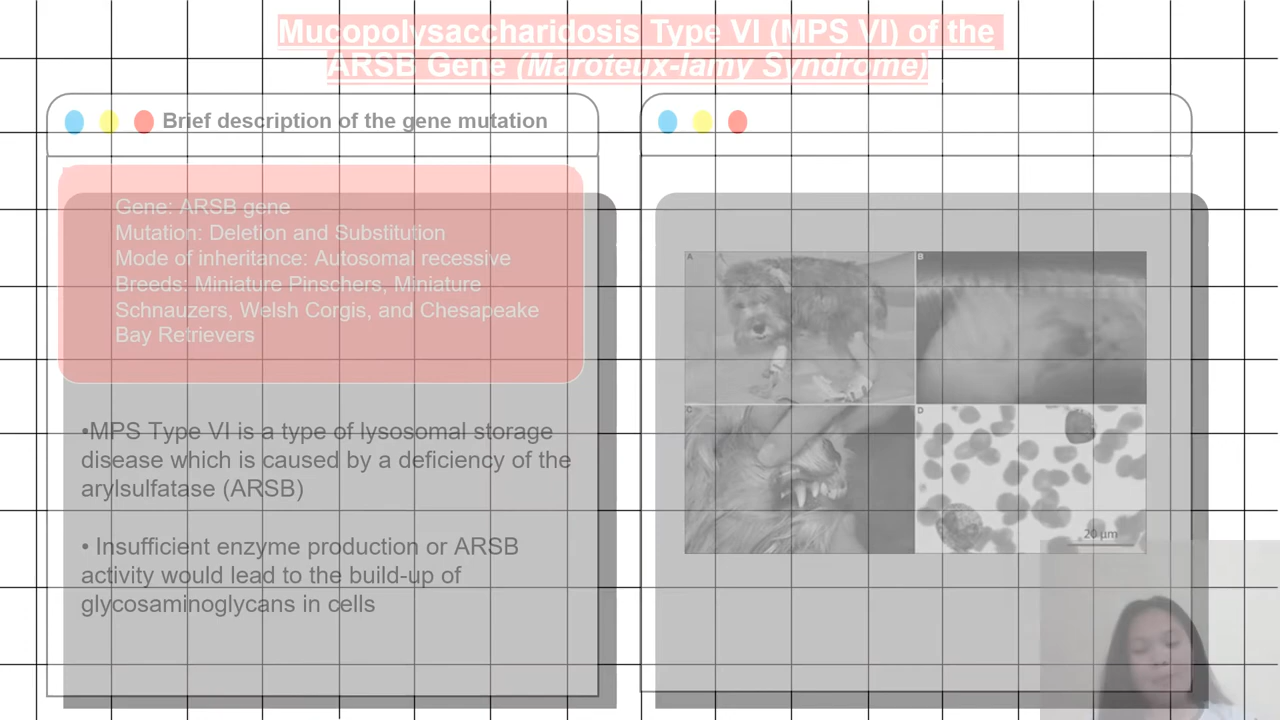 Mucopolysaccharidosis Type VI (MPS VI) of the
ARSB Gene (Maroteux-lamy Syndrome)
Brief description of the gene mutation
Gene: ARSB gene
Mutation: Deletion and Substitution
Mode of inheritance: Autosomal recessive
Breeds: Miniature Pinschers, Miniature
Schnauzers, Welsh Corgis, and Chesapeake
Bay Retrievers
•MPS Type VI is a type of lysosomal storage
disease which is caused by a deficiency of the
arylsulfatase (ARSB)
• Insufficient enzyme production or ARSB
activity would lead to the build-up of
glycosaminoglycans in cells
A
B
C
D
20 µm